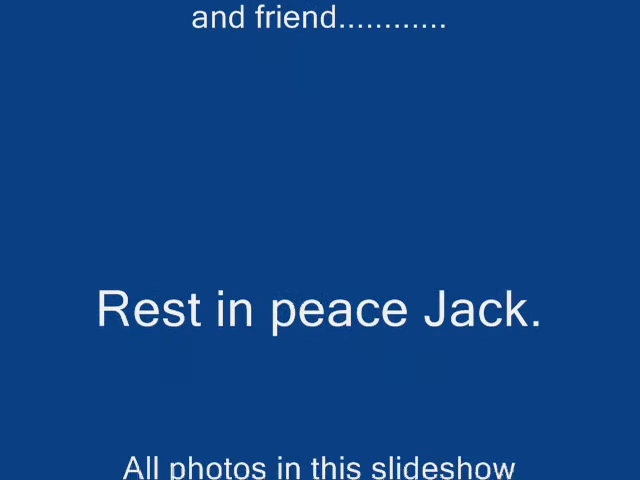 and friend............
Rest in peace Jack.
All photos in this slideshow